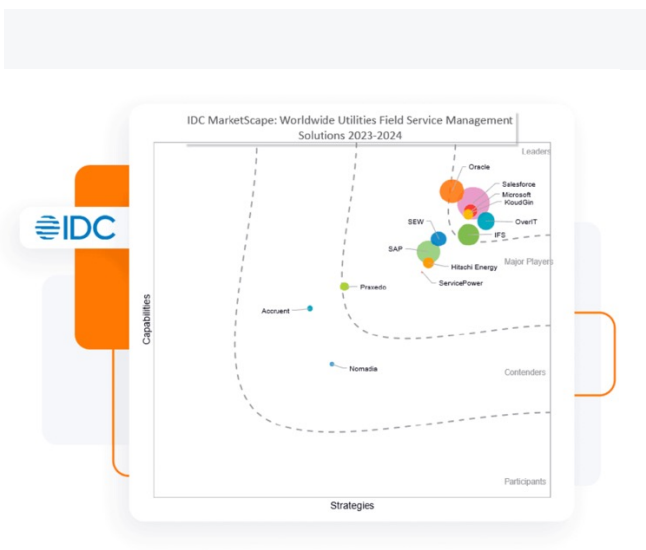 IDC MarketScape: Worldwide Utilities Field Service Management
Solutions 2023-2024
Leaders
Oracle
Salesforce
Microsoft
KloudGin
OverIT
IFS
SEW
SAP
Hitachi Energy
ServicePower
Major Players
Praxedo
Accruent
Nomadia
Contenders
Participants
Capabilities
Strategies
IDC